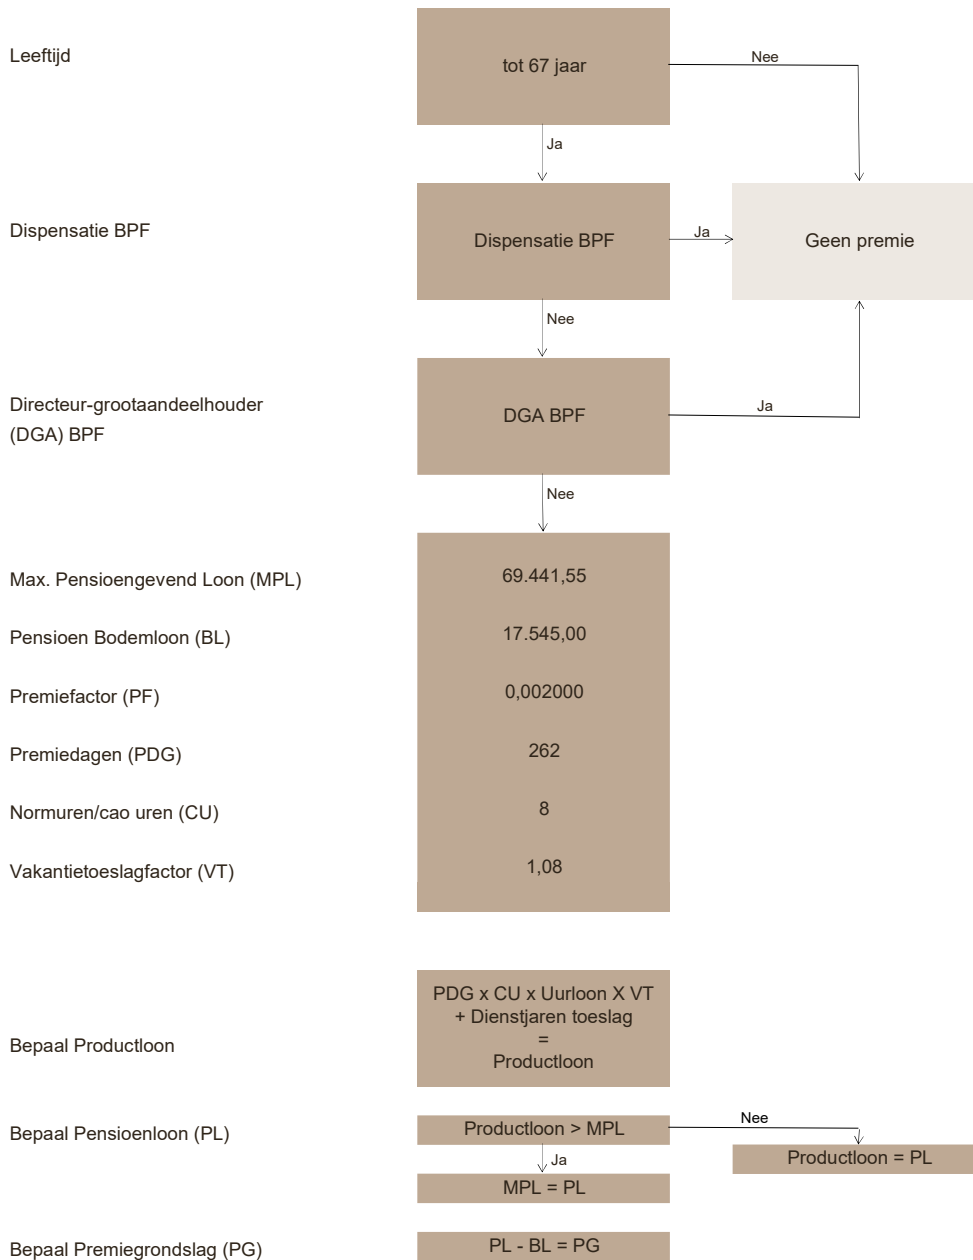 Leeftijd
tot 67 jaar
Nee
Ja
Dispensatie BPF
Dispensatie BPF
Ja
Geen premie
Nee
Directeur-grootaandeelhouder
(DGA) BPF
DGA BPF
Ja
Nee
Max. Pensioengevend Loon (MPL)
69.441,55
Pensioen Bodemloon (BL)
17.545,00
Premiefactor (PF)
0,002000
Premiedagen (PDG)
262
Normuren/cao uren (CU)
8
Vakantietoeslagfactor (VT)
1,08
Bepaal Productloon
PDG x CU x Uurloon X VT
+ Dienstjaren toeslag
=
Productloon
Bepaal Pensioenloon (PL)
Productloon > MPL
Nee
Ja
Productloon = PL
MPL = PL
Bepaal Premiegrondslag (PG)
PL - BL = PG